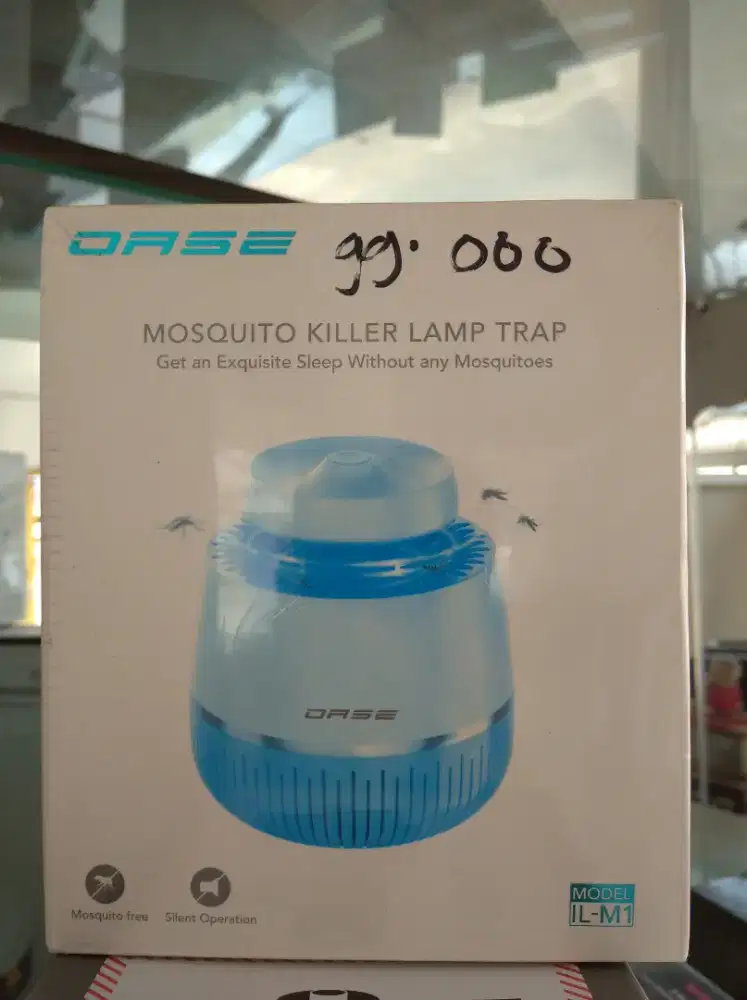 OASE 99.000
MOSQUITO KILLER LAMP TRAP
Get an Exquisite Sleep Without any Mosquitoes
OASE
Mosquito free Silent Operation
MODEL
IL-M1